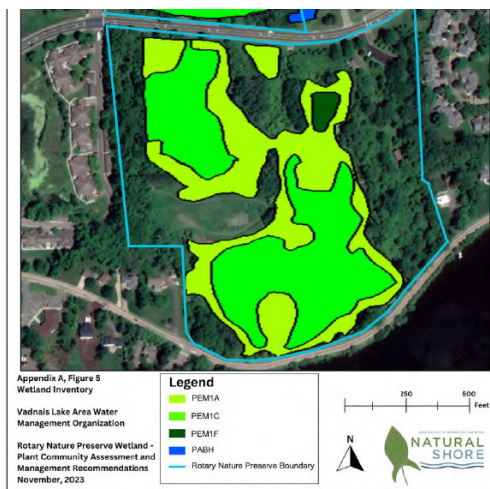 Appendix A, Figure 5
Wetland Inventory
Vadnais Lake Area Water
Management Organization
Rotary Nature Preserve Wetland -
Plant Community Assessment and
Management Recommendations
November, 2023
Legend
PEM1A
PEM1C
PEM1F
PABH
Rotary Nature Preserve Boundary
250
500
Feet
N
NATURAL
SHORE